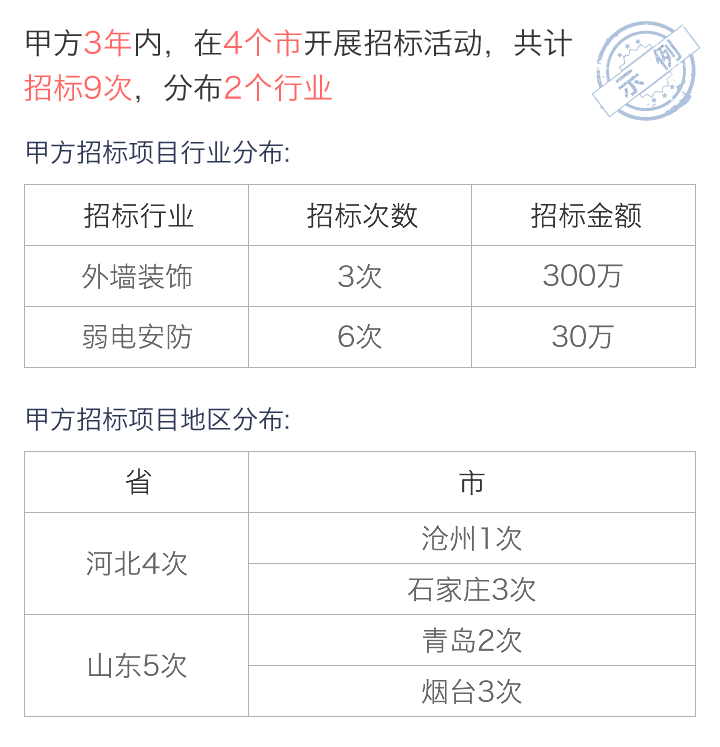 甲方3年内，在4个市开展招标活动，共计
招标9次，分布2个行业
示例
甲方招标项目行业分布:
招标行业 招标次数 招标金额
外墙装饰 3次 300万
弱电安防 6次 30万
甲方招标项目地区分布:
省 市
河北4次
沧州1次
石家庄3次
山东5次
青岛2次
烟台3次